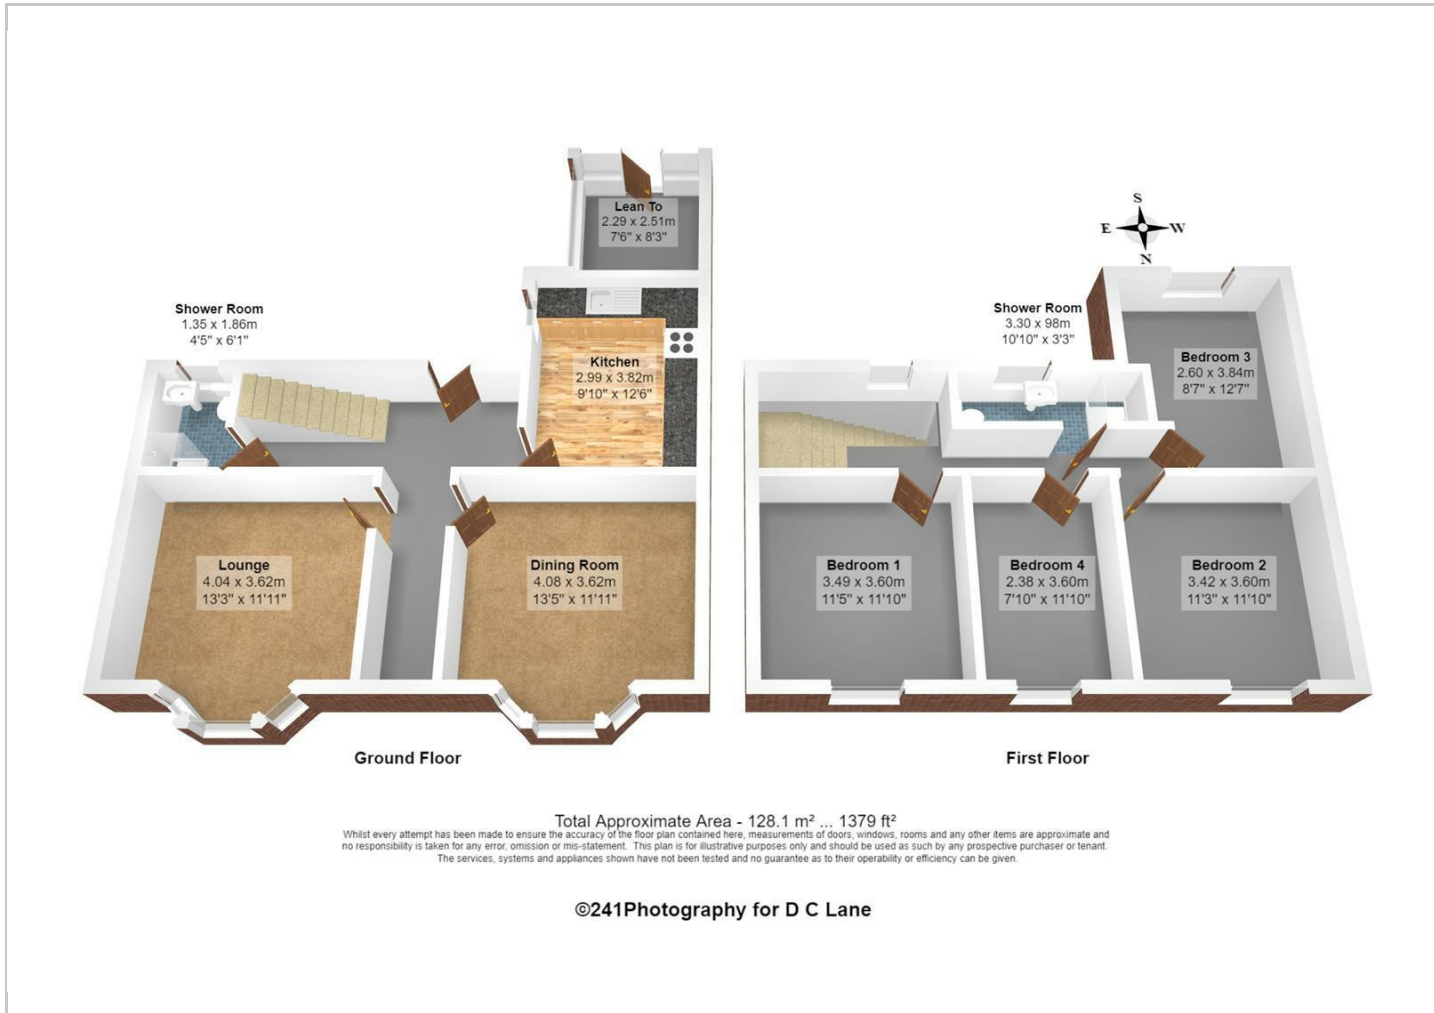 Lean To
2.29 x 2.51m
7'6" x 8'3"
S
E W
N
Shower Room
1.35 x 1.86m
4'5" x 6'1"
Kitchen
2.99 x 3.82m
9'10" x 12'6"
Shower Room
3.30 x 98m
10'10" x 3'3"
Bedroom 3
2.60 x 3.84m
8'7" x 12'7"
Lounge
4.04 x 3.62m
13'3" x 11'11"
Dining Room
4.08 x 3.62m
13'5" x 11'11"
Bedroom 1
3.49 x 3.60m
11'5" x 11'10"
Bedroom 4
2.38 x 3.60m
7'10" x 11'10"
Bedroom 2
3.42 x 3.60m
11'3" x 11'10"
Ground Floor
First Floor
Total Approximate Area - 128.1 m² ... 1379 ft²
Whilst every attempt has been made to ensure the accuracy of the floor plan contained here, measurements of doors, windows, rooms and any other items are approximate and
no responsibility is taken for any error, omission or mis-statement. This plan is for illustrative purposes only and should be used as such by any prospective purchaser or tenant.
The services, systems and appliances shown have not been tested and no guarantee as to their operability or efficiency can be given.
©241Photography for D C Lane